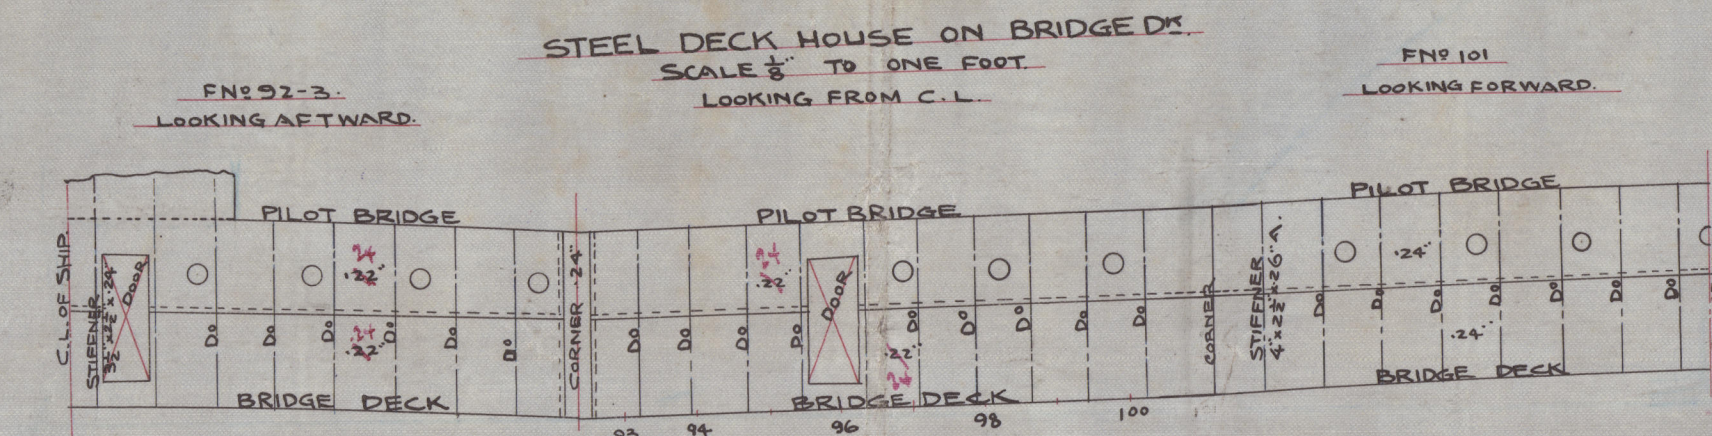 STEEL DECK HOUSE ON BRIDGE DK.
SCALE 1/8" TO ONE FOOT.
LOOKING FROM C.L.
FNº 92-3.
LOOKING AFTWARD.
FNº 101
LOOKING FORWARD.
PILOT BRIDGE
PILOT BRIDGE
PILOT BRIDGE
C.L. OF SHIP.
STIFFENER
3½" × 2½" × .24"
DOOR
24
.22"
24
.22"
Dº
Dº
Dº
Dº
Dº
Dº
CORNER .24"
Dº
Dº
Dº
Dº
24
.22"
DOOR
Dº
Dº
Dº
Dº
Dº
.22"
24
CORNER
STIFFENER
4" × 2½" × 26" ^.
Dº
Dº
Dº
Dº
Dº
Dº
Dº
.24"
.24"
BRIDGE DECK
BRIDGE DECK
BRIDGE DECK
93
94
96
98
100